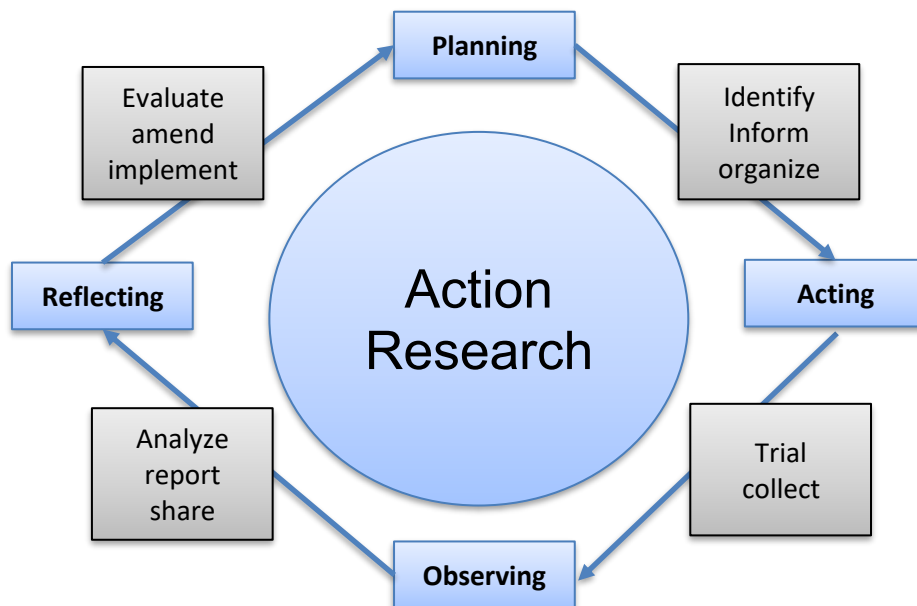 Planning
Evaluate
amend
implement
Identify
Inform
organize
Reflecting
Action
Research
Acting
Analyze
report
share
Trial
collect
Observing